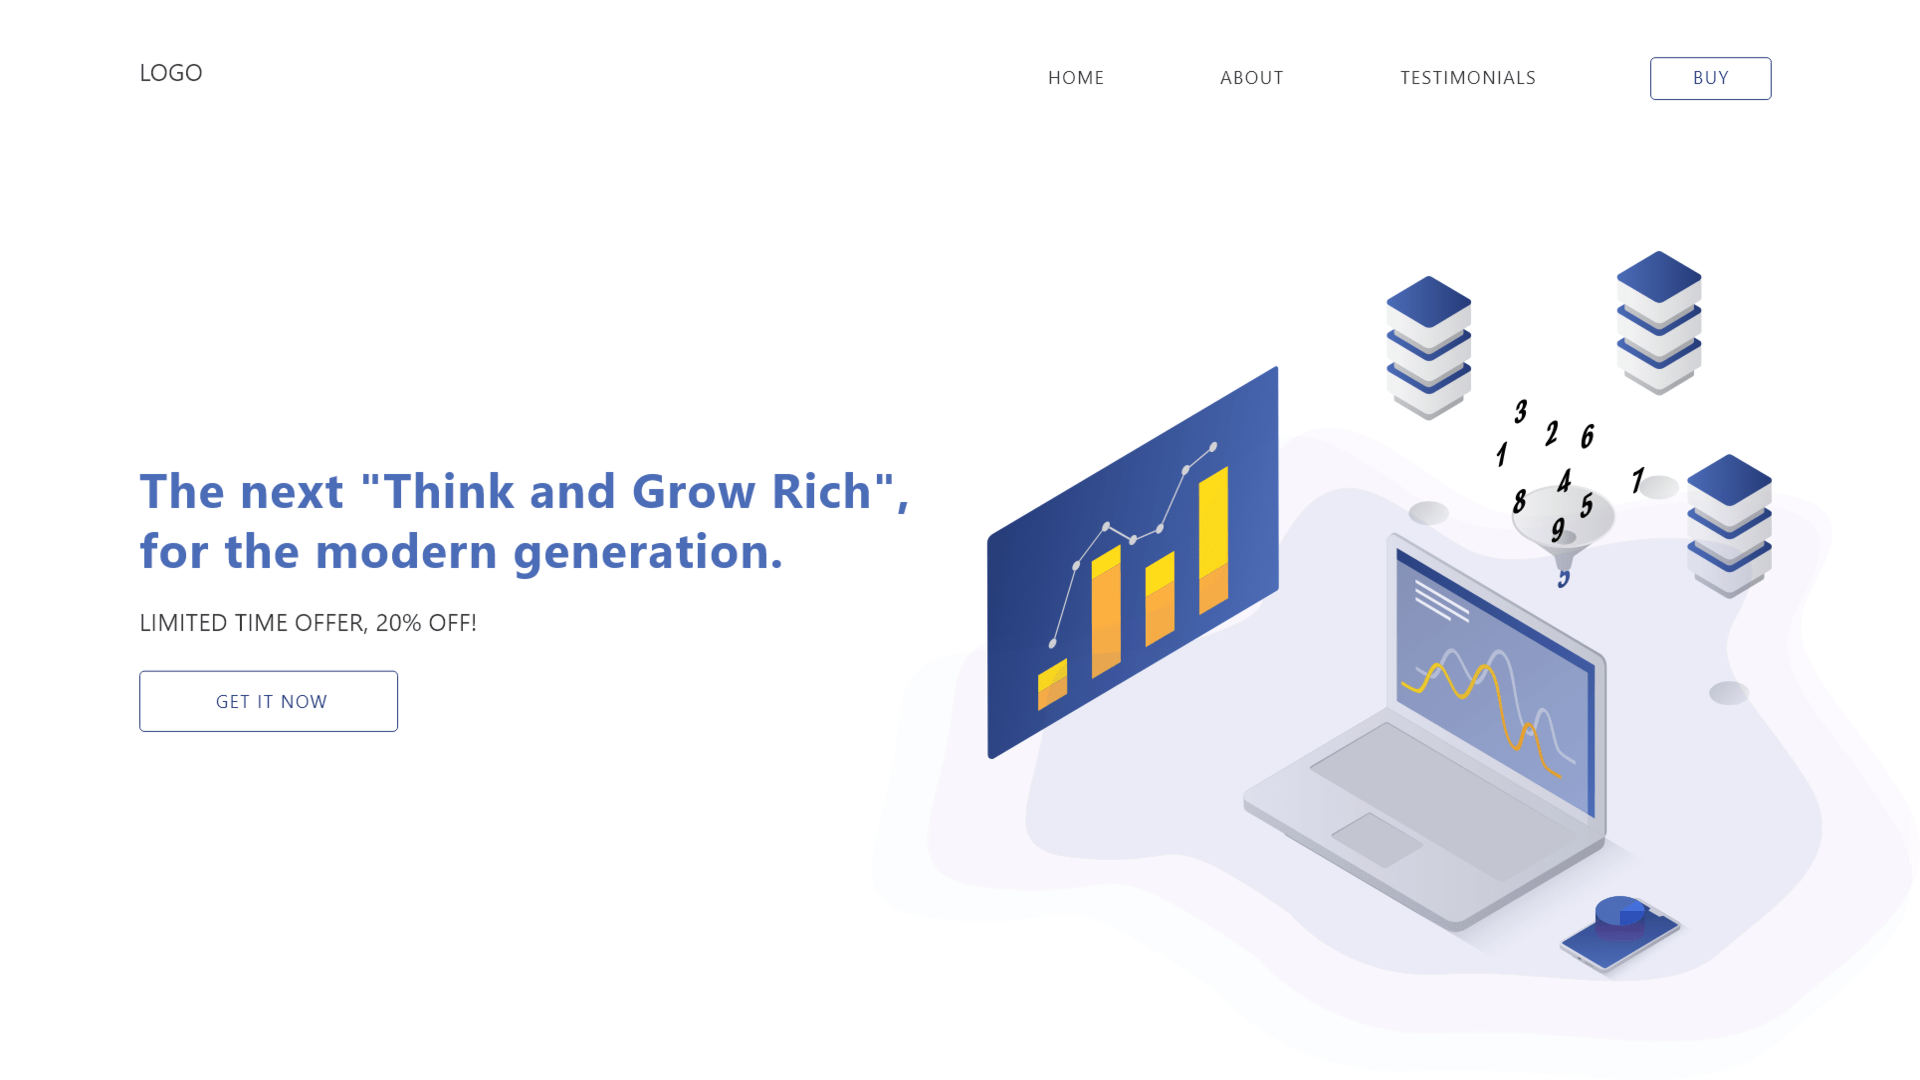 LOGO
HOME
ABOUT
TESTIMONIALS
BUY
The next "Think and Grow Rich",
for the modern generation.
LIMITED TIME OFFER, 20% OFF!
GET IT NOW
3
2 6
1
4 7
8 5
9
5